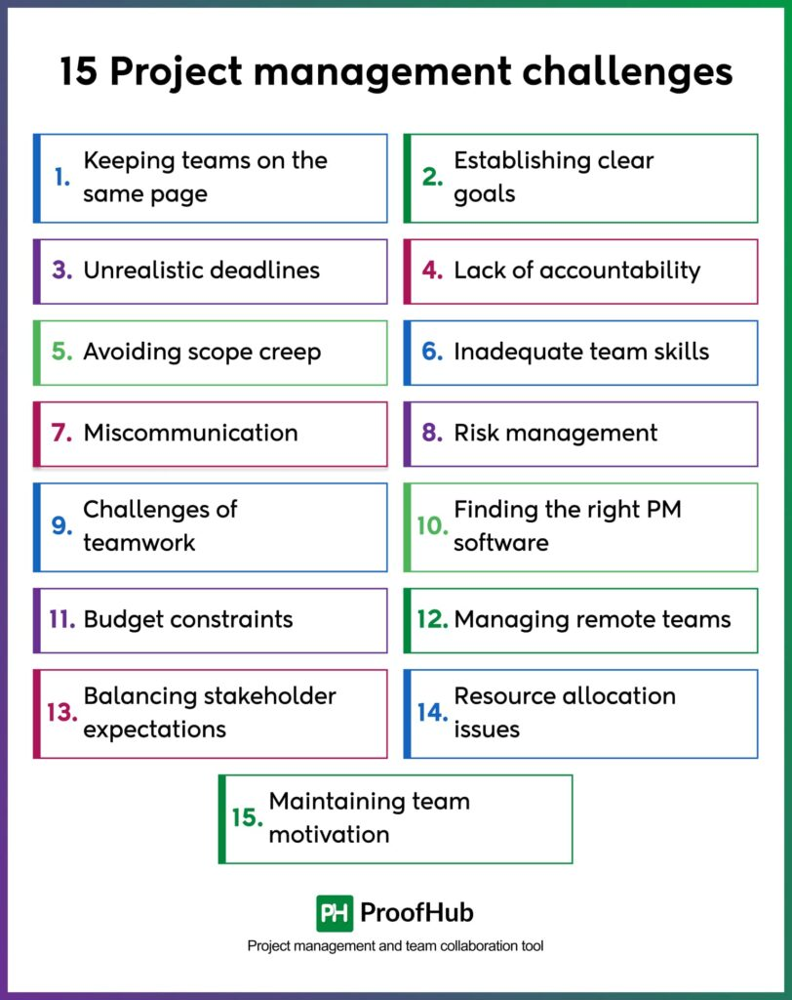 15 Project management challenges
1. Keeping teams on the
same page
2. Establishing clear
goals
3. Unrealistic deadlines
4. Lack of accountability
5. Avoiding scope creep
6. Inadequate team skills
7. Miscommunication
8. Risk management
9. Challenges of
teamwork
10. Finding the right PM
software
11. Budget constraints
12. Managing remote teams
13. Balancing stakeholder
expectations
14. Resource allocation
issues
15. Maintaining team
motivation
PH ProofHub
Project management and team collaboration tool